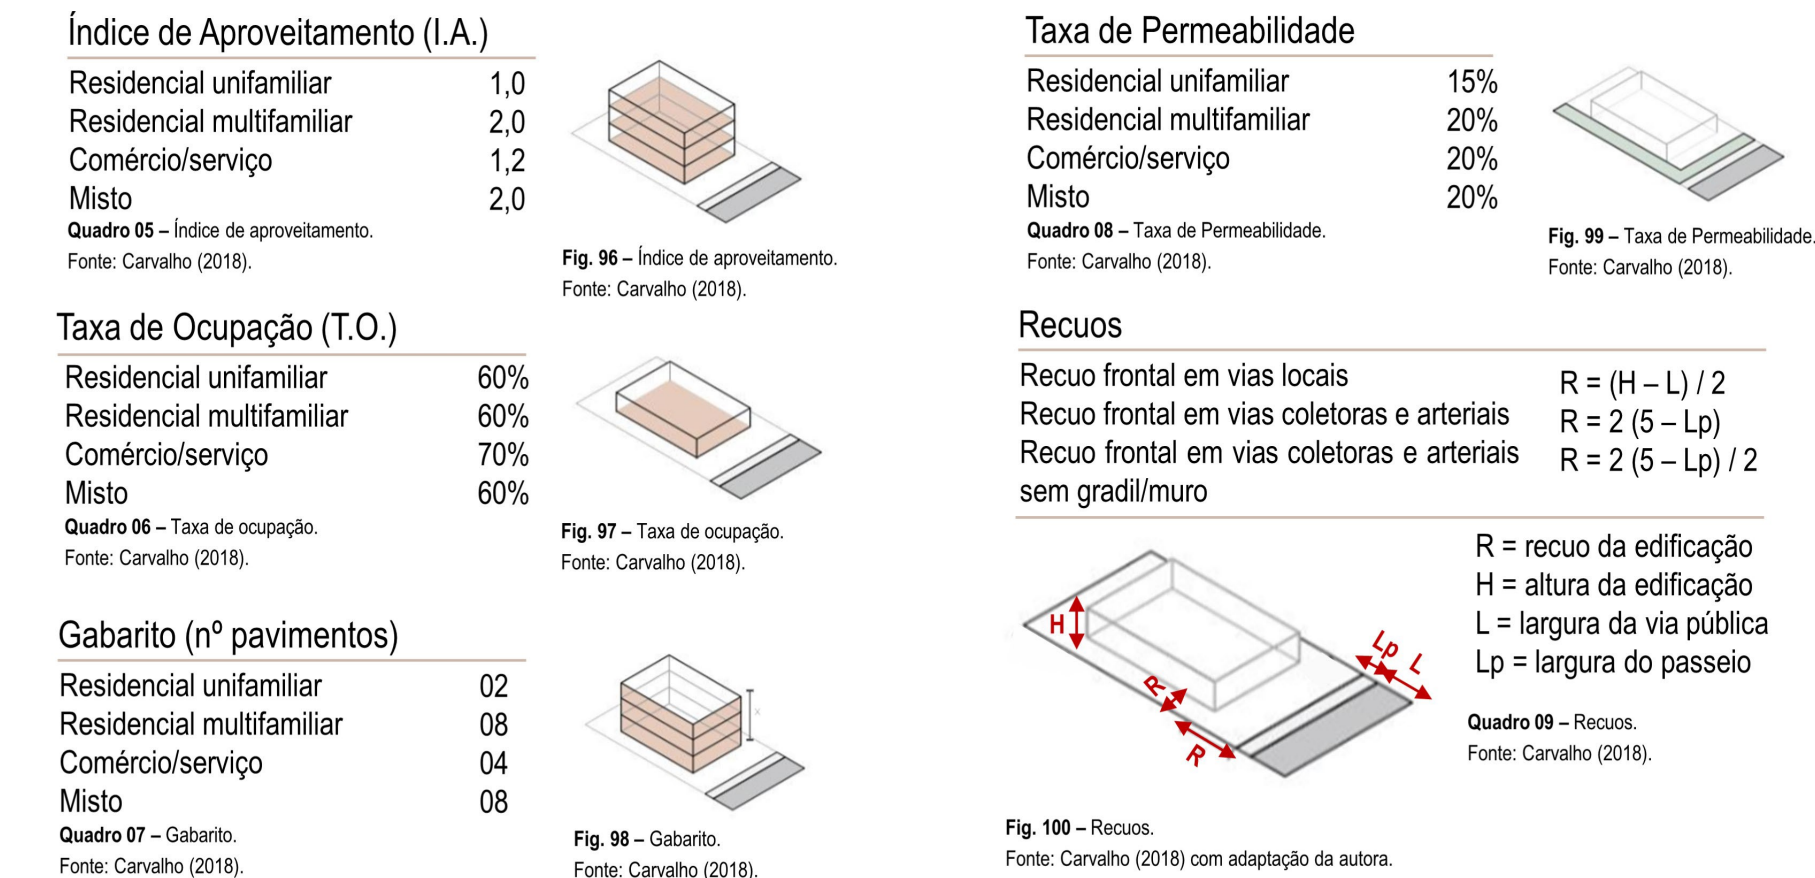 Índice de Aproveitamento (I.A.)
Residencial unifamiliar 1,0
Residencial multifamiliar 2,0
Comércio/serviço 1,2
Misto 2,0
Quadro 05 – Índice de aproveitamento.
Fonte: Carvalho (2018).
Fig. 96 – Índice de aproveitamento.
Fonte: Carvalho (2018).
Taxa de Ocupação (T.O.)
Residencial unifamiliar 60%
Residencial multifamiliar 60%
Comércio/serviço 70%
Misto 60%
Quadro 06 – Taxa de ocupação.
Fonte: Carvalho (2018).
Fig. 97 – Taxa de ocupação.
Fonte: Carvalho (2018).
Gabarito (nº pavimentos)
Residencial unifamiliar 02
Residencial multifamiliar 08
Comércio/serviço 04
Misto 08
Quadro 07 – Gabarito.
Fonte: Carvalho (2018).
x
Fig. 98 – Gabarito.
Fonte: Carvalho (2018).
Taxa de Permeabilidade
Residencial unifamiliar 15%
Residencial multifamiliar 20%
Comércio/serviço 20%
Misto 20%
Quadro 08 – Taxa de Permeabilidade.
Fonte: Carvalho (2018).
Fig. 99 – Taxa de Permeabilidade.
Fonte: Carvalho (2018).
Recuos
Recuo frontal em vias locais R = (H – L) / 2
Recuo frontal em vias coletoras e arteriais R = 2 (5 – Lp)
Recuo frontal em vias coletoras e arteriais R = 2 (5 – Lp) / 2
sem gradil/muro
H
R
R
Lp
L
R = recuo da edificação
H = altura da edificação
L = largura da via pública
Lp = largura do passeio
Quadro 09 – Recuos.
Fonte: Carvalho (2018).
Fig. 100 – Recuos.
Fonte: Carvalho (2018) com adaptação da autora.